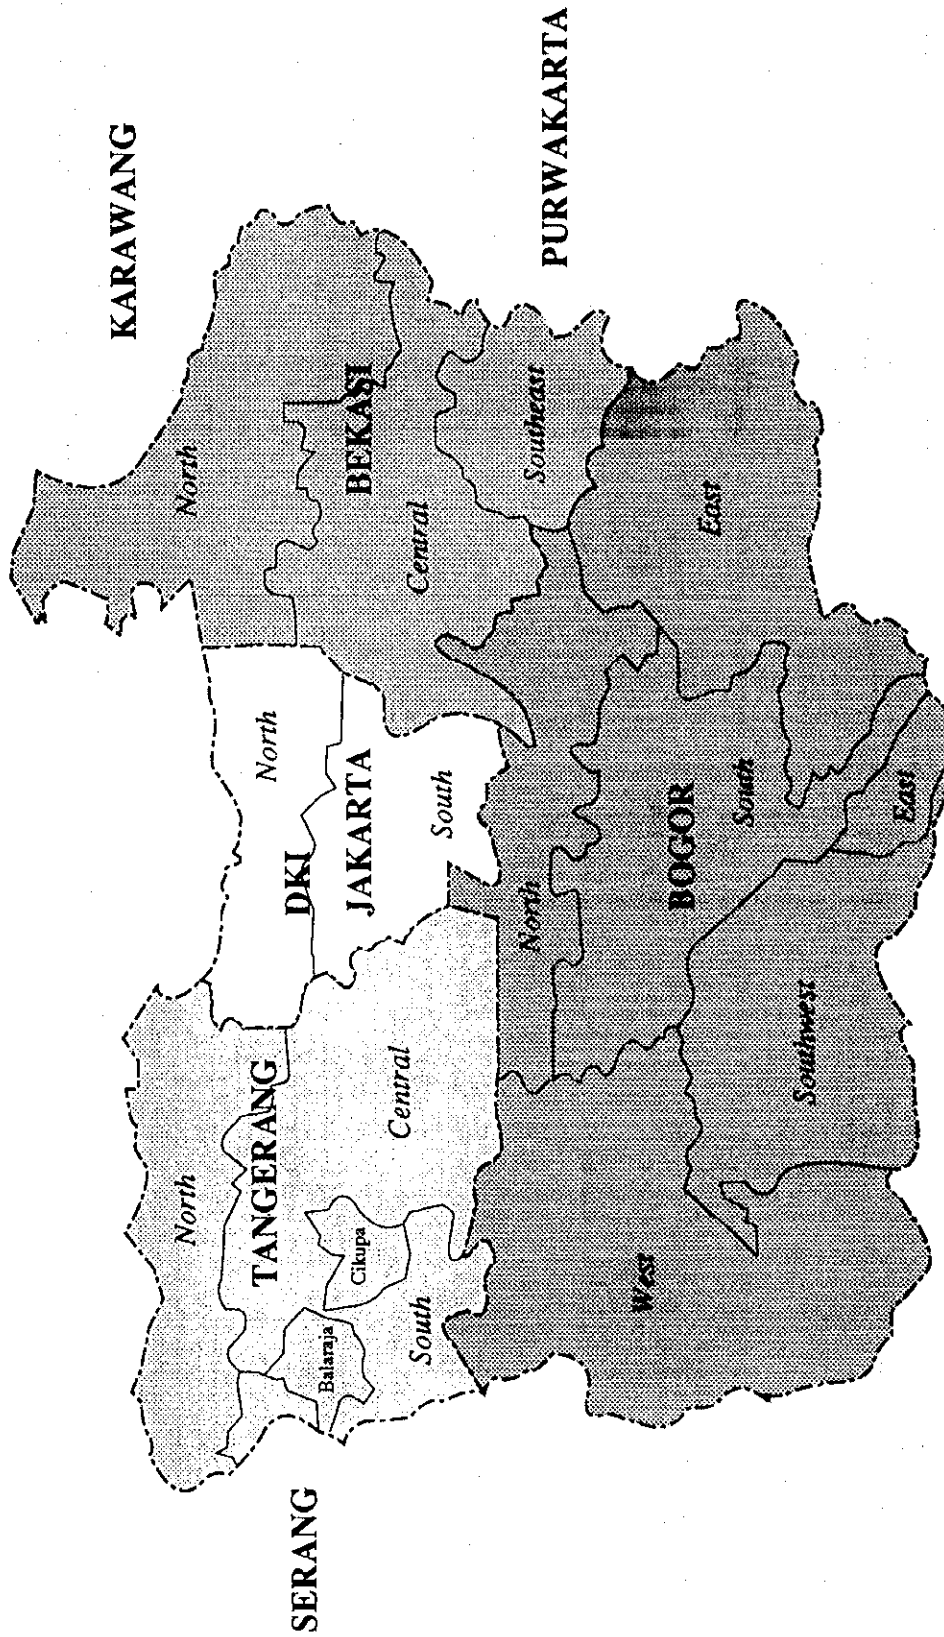 KARAWANG
PURWAKARTA
SERANG
North
TANGERANG
Balaraja
Cikupa
Central
South
North
DKI
JAKARTA
South
North
BEKASI
Central
Southeast
West
North
BOGOR
South
East
Southwest
East